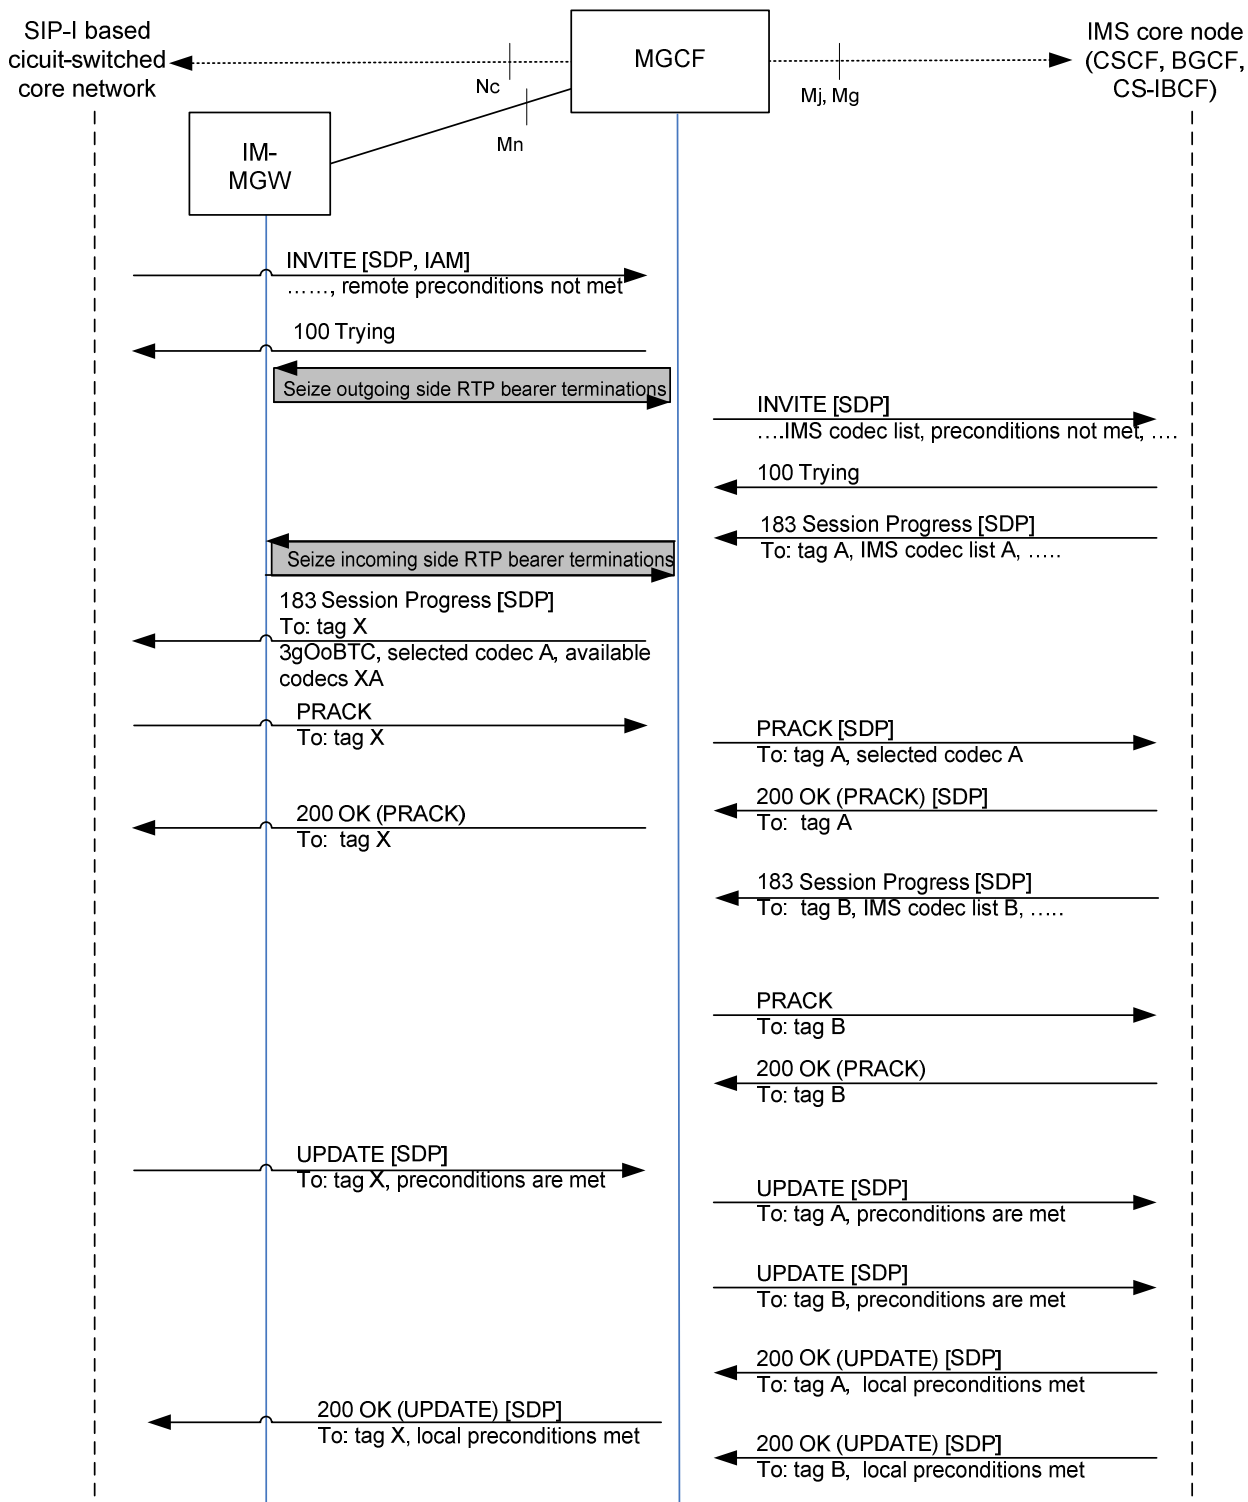 SIP-I based
cicuit-switched
core network
MGCF
IMS core node
(CSCF, BGCF,
CS-IBCF)
Nc
Mj, Mg
Mn
IM-
MGW
INVITE [SDP, IAM]
……, remote preconditions not met
100 Trying
Seize outgoing side RTP bearer terminations
INVITE [SDP]
….IMS codec list, preconditions not met, ….
100 Trying
183 Session Progress [SDP]
To: tag A, IMS codec list A, …..
Seize incoming side RTP bearer terminations
183 Session Progress [SDP]
To: tag X
3gOoBTC, selected codec A, available
codecs XA
PRACK
To: tag X
PRACK [SDP]
To: tag A, selected codec A
200 OK (PRACK) [SDP]
To:  tag A
200 OK (PRACK)
To:  tag X
183 Session Progress [SDP]
To:  tag B, IMS codec list B, …..
PRACK
To: tag B
200 OK (PRACK)
To: tag B
UPDATE [SDP]
To: tag X, preconditions are met
UPDATE [SDP]
To: tag A, preconditions are met
UPDATE [SDP]
To: tag B, preconditions are met
200 OK (UPDATE) [SDP]
To: tag A,  local preconditions met
200 OK (UPDATE) [SDP]
To: tag X, local preconditions met
200 OK (UPDATE) [SDP]
To: tag B,  local preconditions met